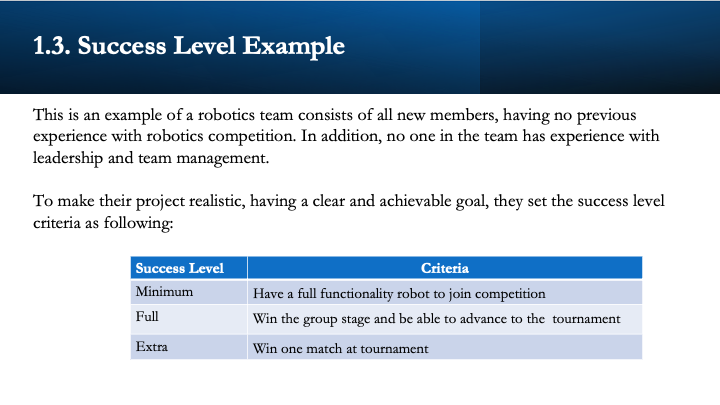 1.3. Success Level Example
This is an example of a robotics team consists of all new members, having no previous
experience with robotics competition. In addition, no one in the team has experience with
leadership and team management.
To make their project realistic, having a clear and achievable goal, they set the success level
criteria as following:
Success Level Criteria
Minimum Have a full functionality robot to join competition
Full Win the group stage and be able to advance to the tournament
Extra Win one match at tournament